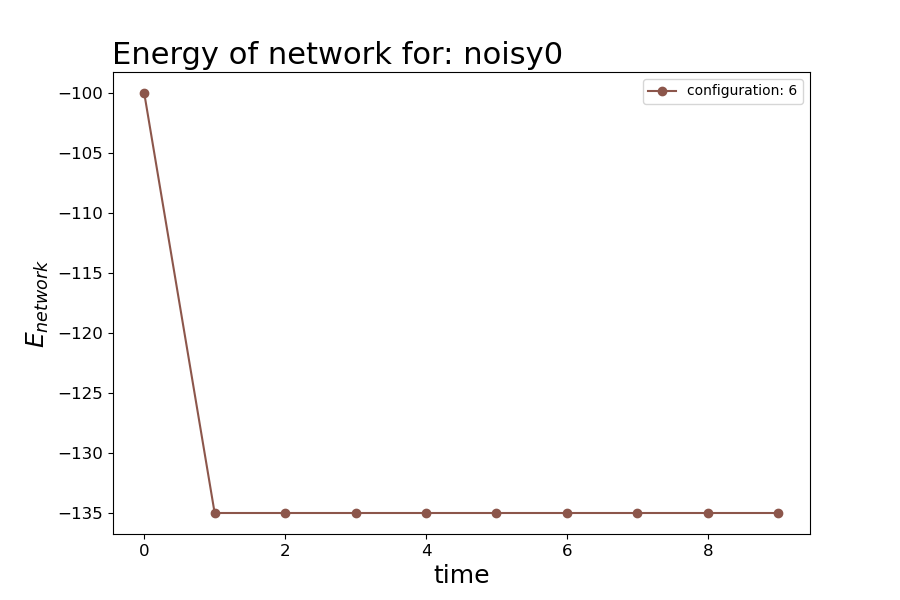 Energy of network for: noisy0
configuration: 6
−100
−105
−110
−115
−120
−125
−130
−135
E_network
0 2 4 6 8
time